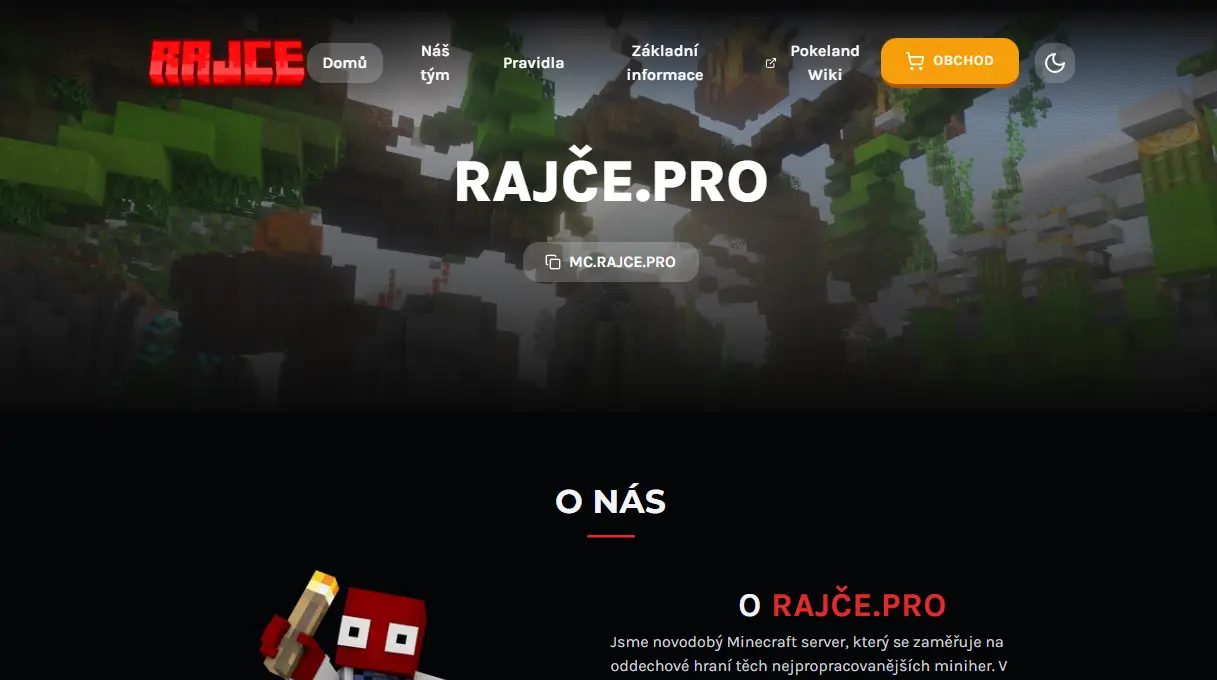 RAJCE
Domů
Náš
tým
Pravidla
Základní
informace
Pokeland
Wiki
OBCHOD
RAJČE.PRO
MC.RAJCE.PRO
O NÁS
O RAJČE.PRO
Jsme novodobý Minecraft server, který se zaměřuje na
oddechové hraní těch nejpropracovanějších miniher. V